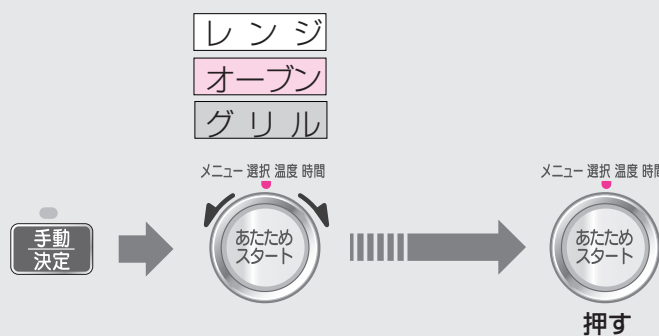 レンジ
オーブン
グリル
メニュー 選択 温度 時間
メニュー 選択 温度 時間
手動
決定
あたため
スタート
あたため
スタート
押す